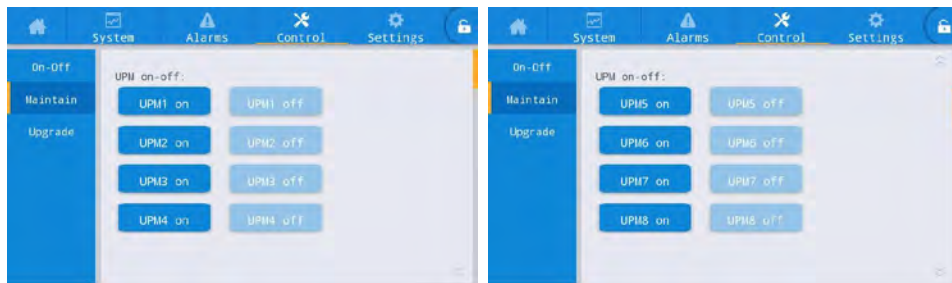 System Alarms Control Settings
On-Off
Maintain
Upgrade
UPM on-off:
UPM1 on UPM1 off
UPM2 on UPM2 off
UPM3 on UPM3 off
UPM4 on UPM4 off
System Alarms Control Settings
On-Off
Maintain
Upgrade
UPM on-off:
UPM5 on UPM5 off
UPM6 on UPM6 off
UPM7 on UPM7 off
UPM8 on UPM8 off